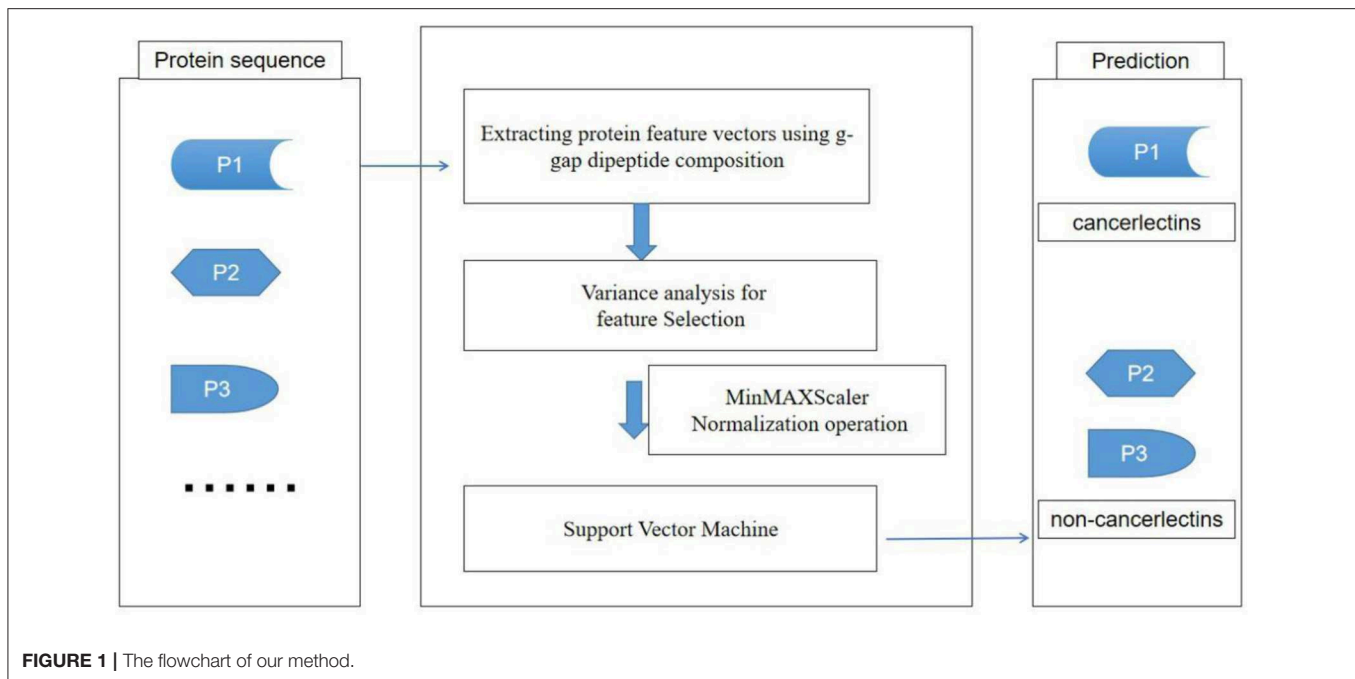 Protein sequence
P1
P2
P3
Extracting protein feature vectors using g-
gap dipeptide composition
Variance analysis for
feature Selection
MinMAXScaler
Normalization operation
Support Vector Machine
Prediction
P1
cancerlectins
P2
P3
non-cancerlectins
FIGURE 1 | The flowchart of our method.